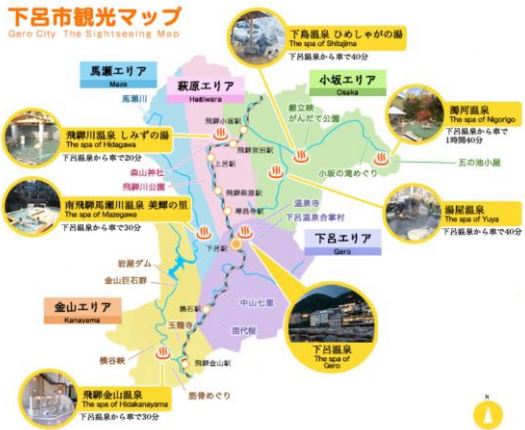 下呂市観光マップ
Gero City The Sightseeing Map
下島温泉 ひめしゃがの湯
The spa of Shitajima
下呂温泉から車で40分
馬瀬エリア
Maze
萩原エリア
Hagiwara
小坂エリア
Osaka
馬瀬川
巌立峡
がんだて公園
濁河温泉
The spa of Nigorigo
下呂温泉から車で
1時間40分
飛騨川温泉 しみずの湯
The spa of Hidagawa
下呂温泉から車で20分
飛騨小坂駅
飛騨宮田駅
上呂駅
森山神社
飛騨川公園
五の池小屋
小坂の滝めぐり
飛騨萩原駅
南飛騨馬瀬川温泉 美輝の里
The spa of Mazegawa
下呂温泉から車で30分
禅昌寺駅
温泉寺
下呂温泉合掌村
湯屋温泉
The spa of Yuya
下呂温泉から車で40分
下呂駅
下呂エリア
Gero
岩屋ダム
金山巨石群
金山エリア
Kanayama
中山七里
焼石駅
玉龍寺
苗代桜
横谷峡
飛騨金山駅
筋骨めぐり
下呂温泉
The spa of
Gero
飛騨金山温泉
The spa of Hidakanayama
下呂温泉から車で30分
N